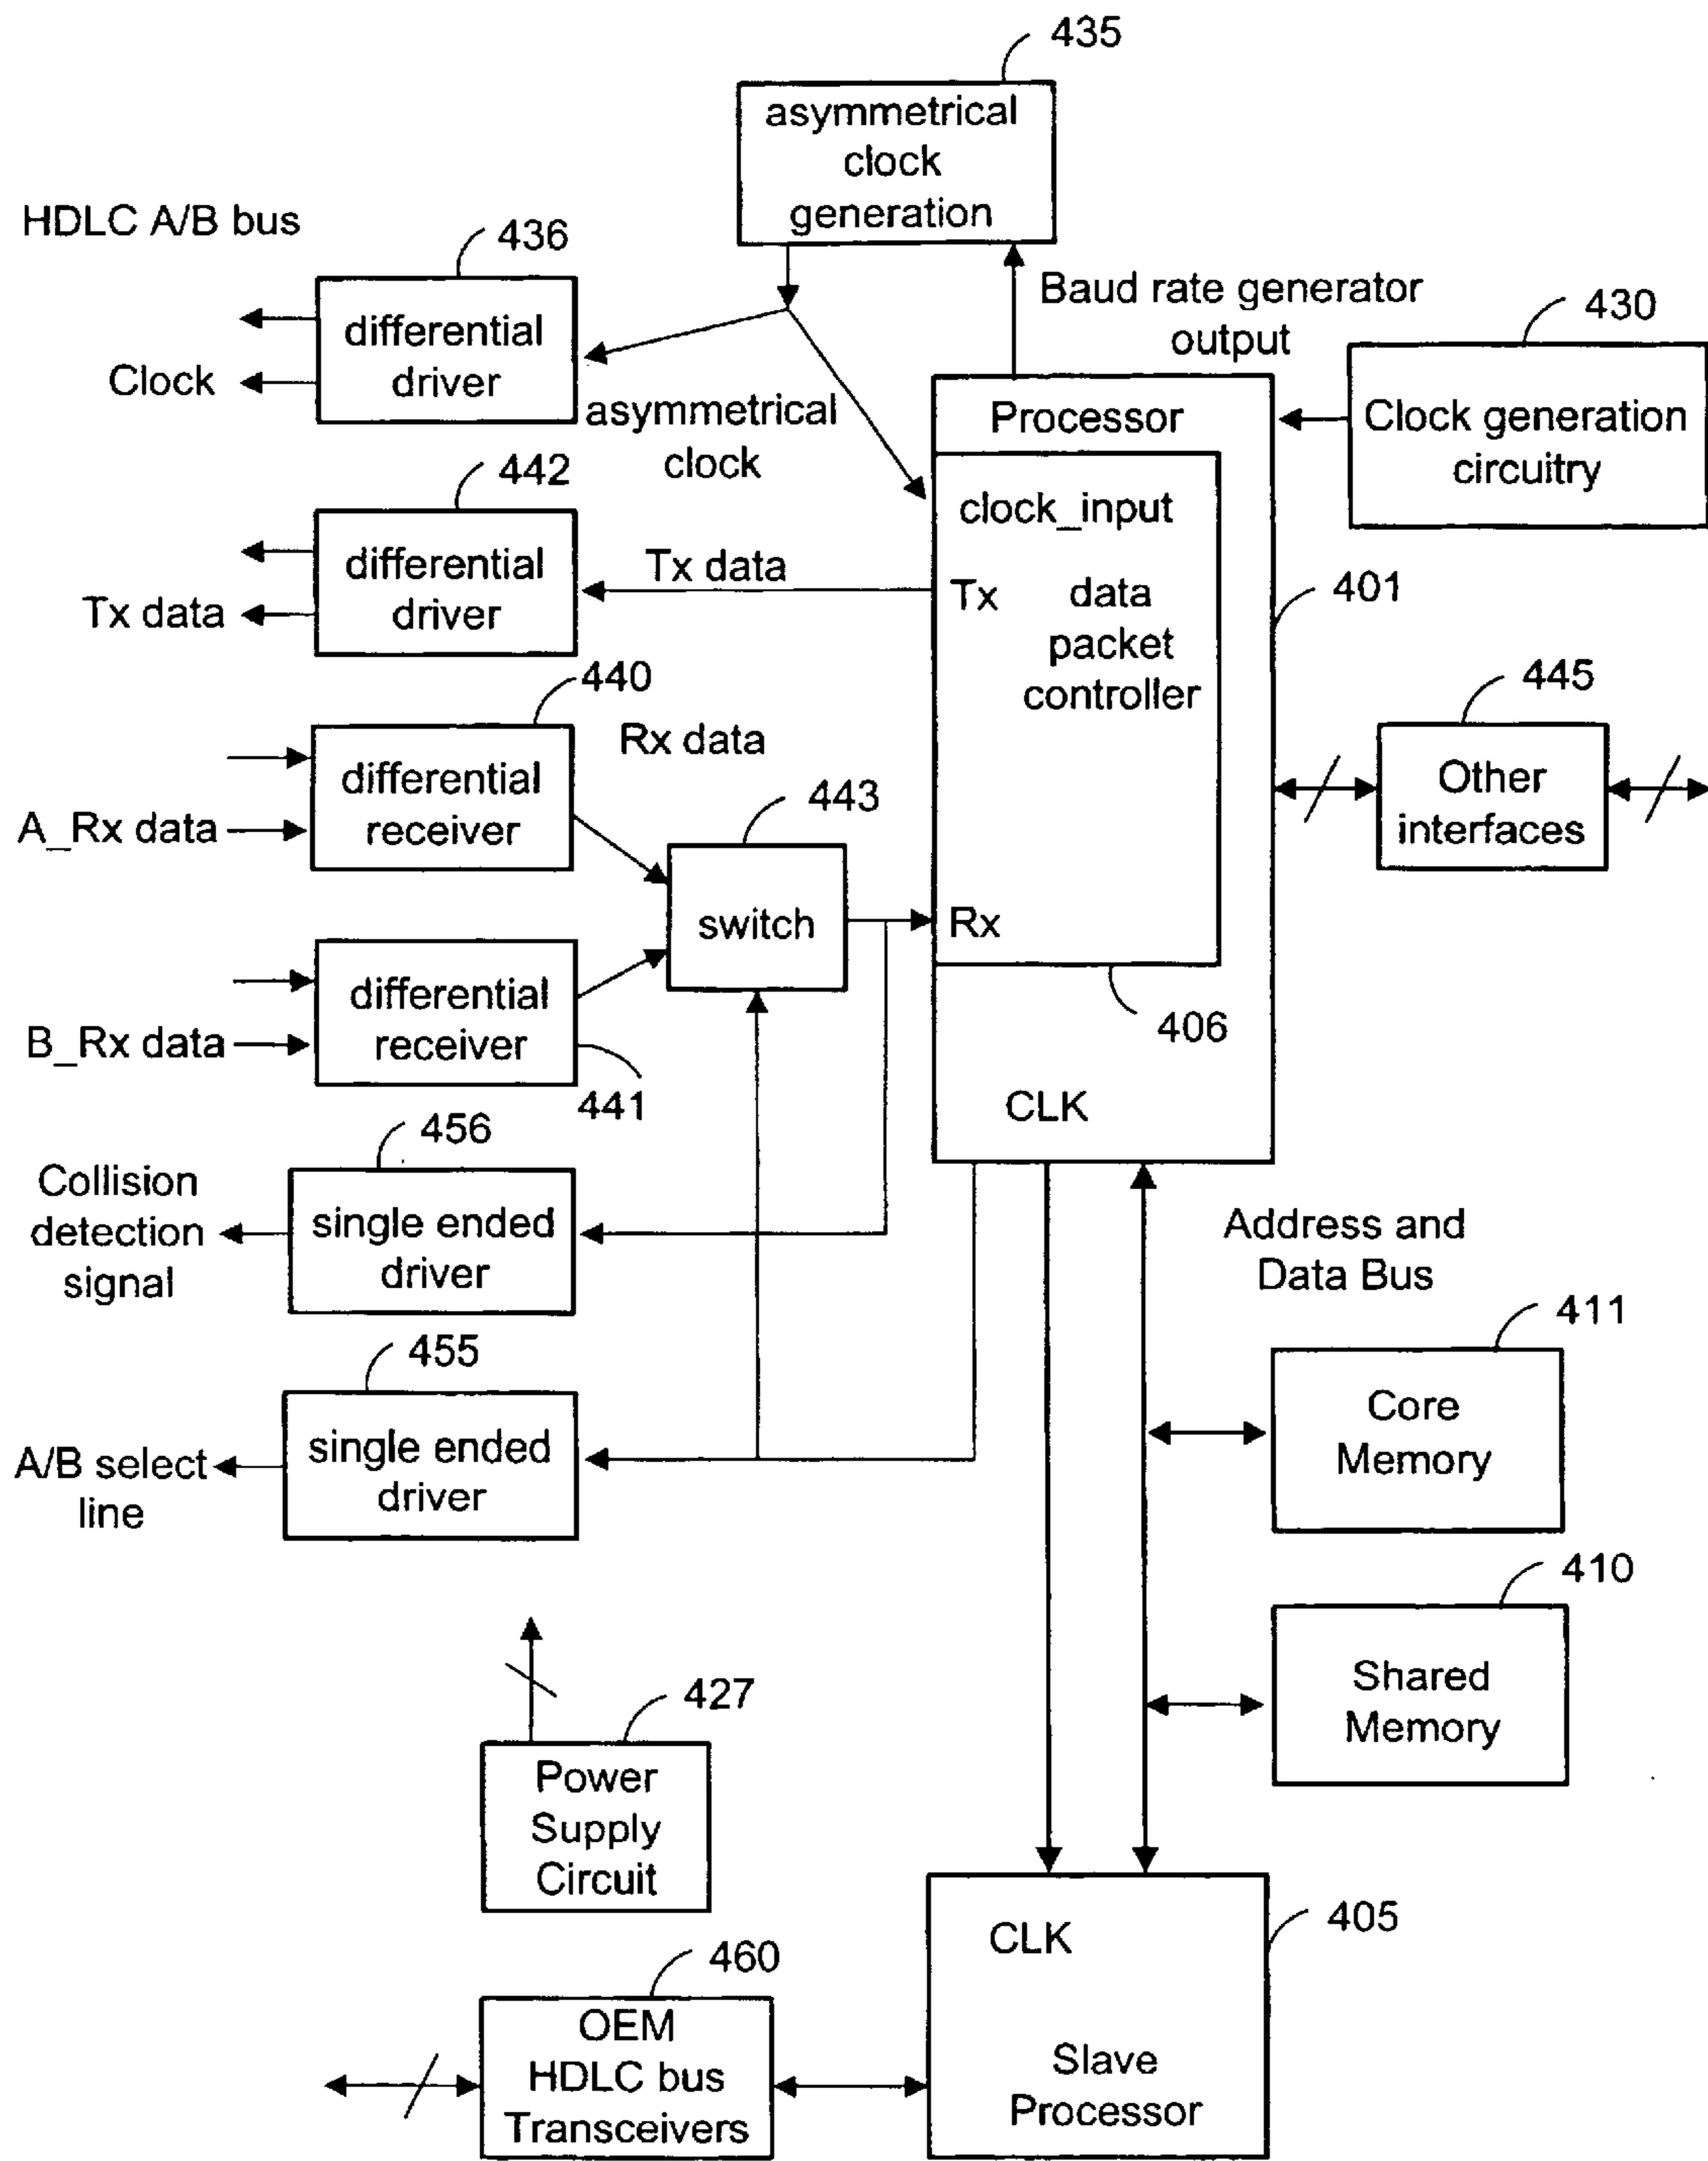 435
asymmetrical
clock
generation
HDLC A/B bus
436
differential
driver
Clock
asymmetrical
clock
Baud rate generator
output
430
Clock generation
circuitry
Processor
clock_input
442
differential
driver
Tx data
Tx data
Tx
data
packet
controller
401
440
Rx data
differential
receiver
A_Rx data
443
switch
Rx
445
Other
interfaces
differential
receiver
B_Rx data
441
406
CLK
456
Collision
detection
signal
single ended
driver
Address and
Data Bus
455
single ended
driver
A/B select
line
411
Core
Memory
410
Shared
Memory
427
Power
Supply
Circuit
405
CLK
Slave
Processor
460
OEM
HDLC bus
Transceivers